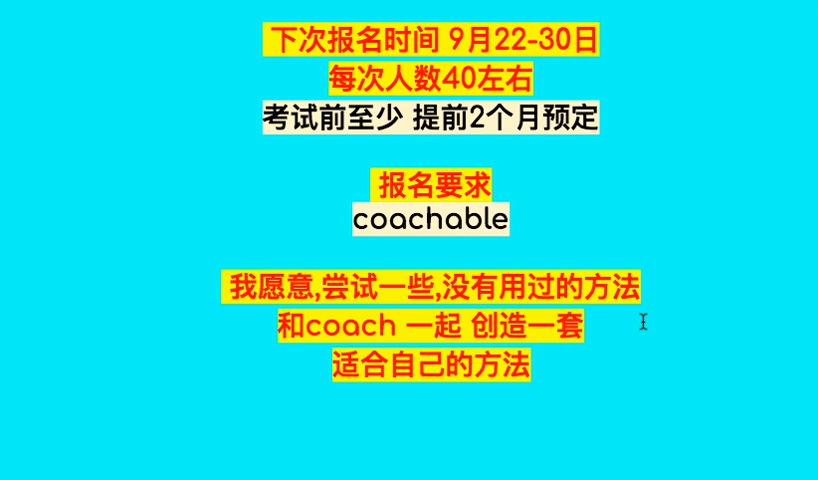 下次报名时间 9月22-30日
每次人数40左右
考试前至少 提前2个月预定
报名要求
coachable
我愿意,尝试一些,没有用过的方法
和coach 一起 创造一套
适合自己的方法